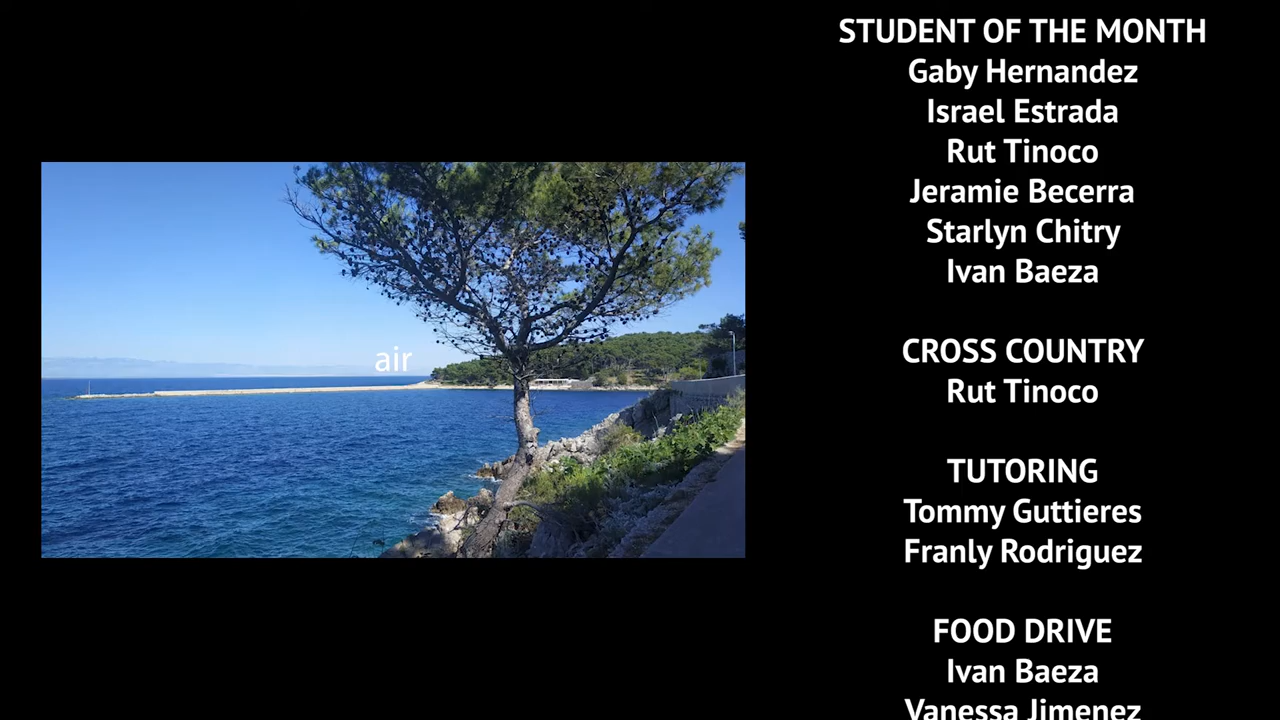 air
STUDENT OF THE MONTH
Gaby Hernandez
Israel Estrada
Rut Tinoco
Jeramie Becerra
Starlyn Chitry
Ivan Baeza
CROSS COUNTRY
Rut Tinoco
TUTORING
Tommy Guttieres
Franly Rodriguez
FOOD DRIVE
Ivan Baeza
Vanessa Jimenez